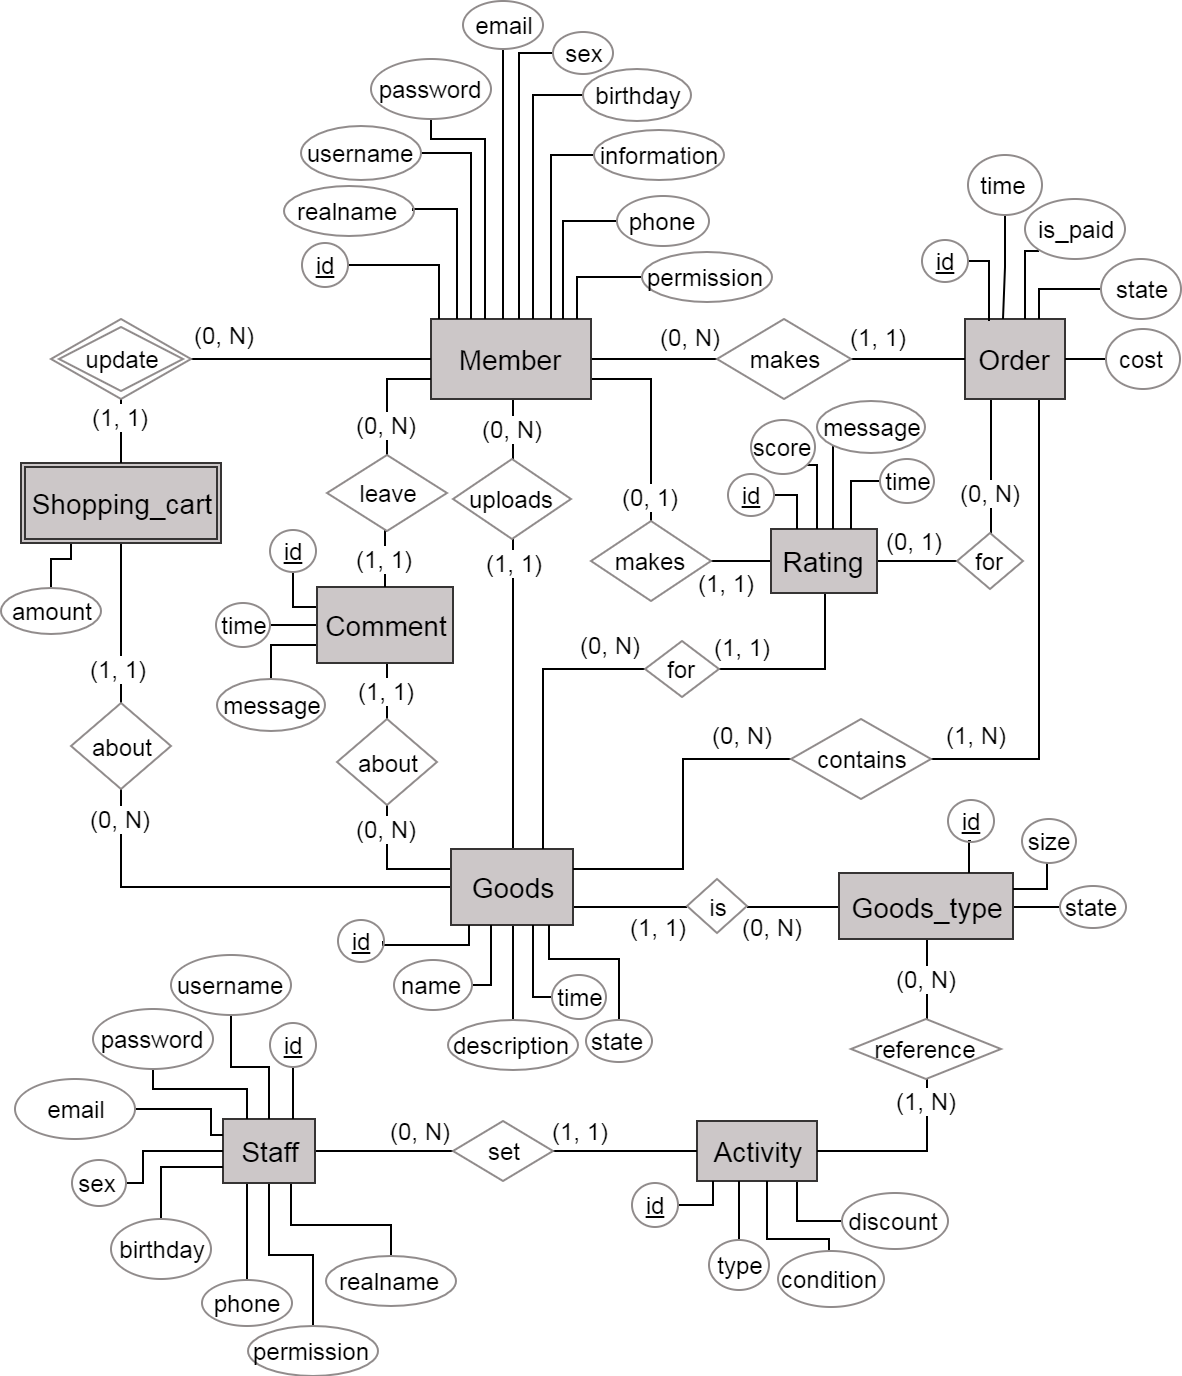 email
sex
password
birthday
username
information
time
realname
phone
is_paid
id
id
permission
state
(0, N)
(0, N)
(1, 1)
update
Member
makes
Order
cost
(1, 1)
(0, N)
(0, N)
message
score
Shopping_cart
leave
uploads
(0, 1)
id
time
(0, N)
id
(1, 1)
(1, 1)
makes
(1, 1)
Rating
(0, 1)
for
amount
time
Comment
(0, N)
(1, 1)
for
(1, 1)
message
(1, 1)
about
about
(0, N)
contains
(1, N)
(0, N)
(0, N)
id
size
Goods
(1, 1)
is
(0, N)
Goods_type
state
id
name
time
description
state
(0, N)
username
password
id
reference
email
(1, N)
Staff
(0, N)
set
(1, 1)
Activity
sex
id
discount
birthday
type
condition
realname
phone
permission